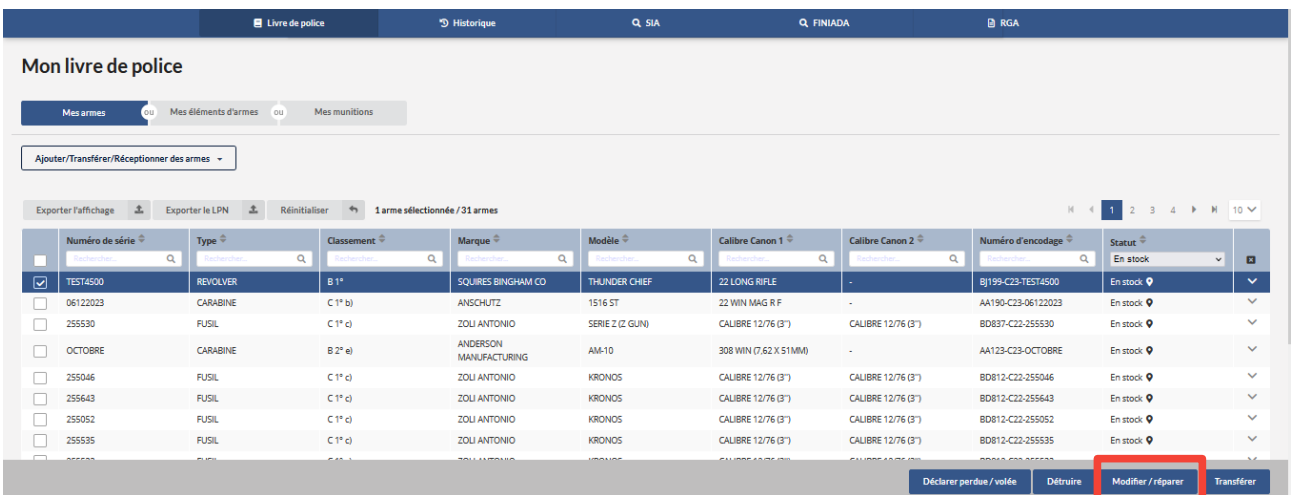 Livre de police Historique SIA FINIADA RGA
Mon livre de police
Mes armes ou Mes éléments d'armes ou Mes munitions
Ajouter/Transférer/Réceptionner des armes
Exporter l'affichage Exporter le LPN Réinitialiser 1 arme sélectionnée / 31 armes 1 2 3 4 10
Numéro de série Type Classement Marque Modèle Calibre Canon 1 Calibre Canon 2 Numéro d'encodage Statut
Rechercher... Rechercher... Rechercher... Rechercher... Rechercher... Rechercher... Rechercher... Rechercher... En stock
TEST4500 REVOLVER B 1° SQUIRES BINGHAM CO THUNDER CHIEF 22 LONG RIFLE - BJ199-C23-TEST4500 En stock
06122023 CARABINE C 1° b) ANSCHUTZ 1516 ST 22 WIN MAG R F - AA190-C23-06122023 En stock
255530 FUSIL C 1° c) ZOLI ANTONIO SERIE Z (Z GUN) CALIBRE 12/76 (3") CALIBRE 12/76 (3") BD837-C22-255530 En stock
OCTOBRE CARABINE B 2° e) ANDERSON MANUFACTURING AM-10 308 WIN (7,62 X 51MM) - AA123-C23-OCTOBRE En stock
255046 FUSIL C 1° c) ZOLI ANTONIO KRONOS CALIBRE 12/76 (3") CALIBRE 12/76 (3") BD812-C22-255046 En stock
255643 FUSIL C 1° c) ZOLI ANTONIO KRONOS CALIBRE 12/76 (3") CALIBRE 12/76 (3") BD812-C22-255643 En stock
255052 FUSIL C 1° c) ZOLI ANTONIO KRONOS CALIBRE 12/76 (3") CALIBRE 12/76 (3") BD812-C22-255052 En stock
255535 FUSIL C 1° c) ZOLI ANTONIO KRONOS CALIBRE 12/76 (3") CALIBRE 12/76 (3") BD812-C22-255535 En stock
Déclarer perdue / volée Détruire Modifier / réparer Transférer